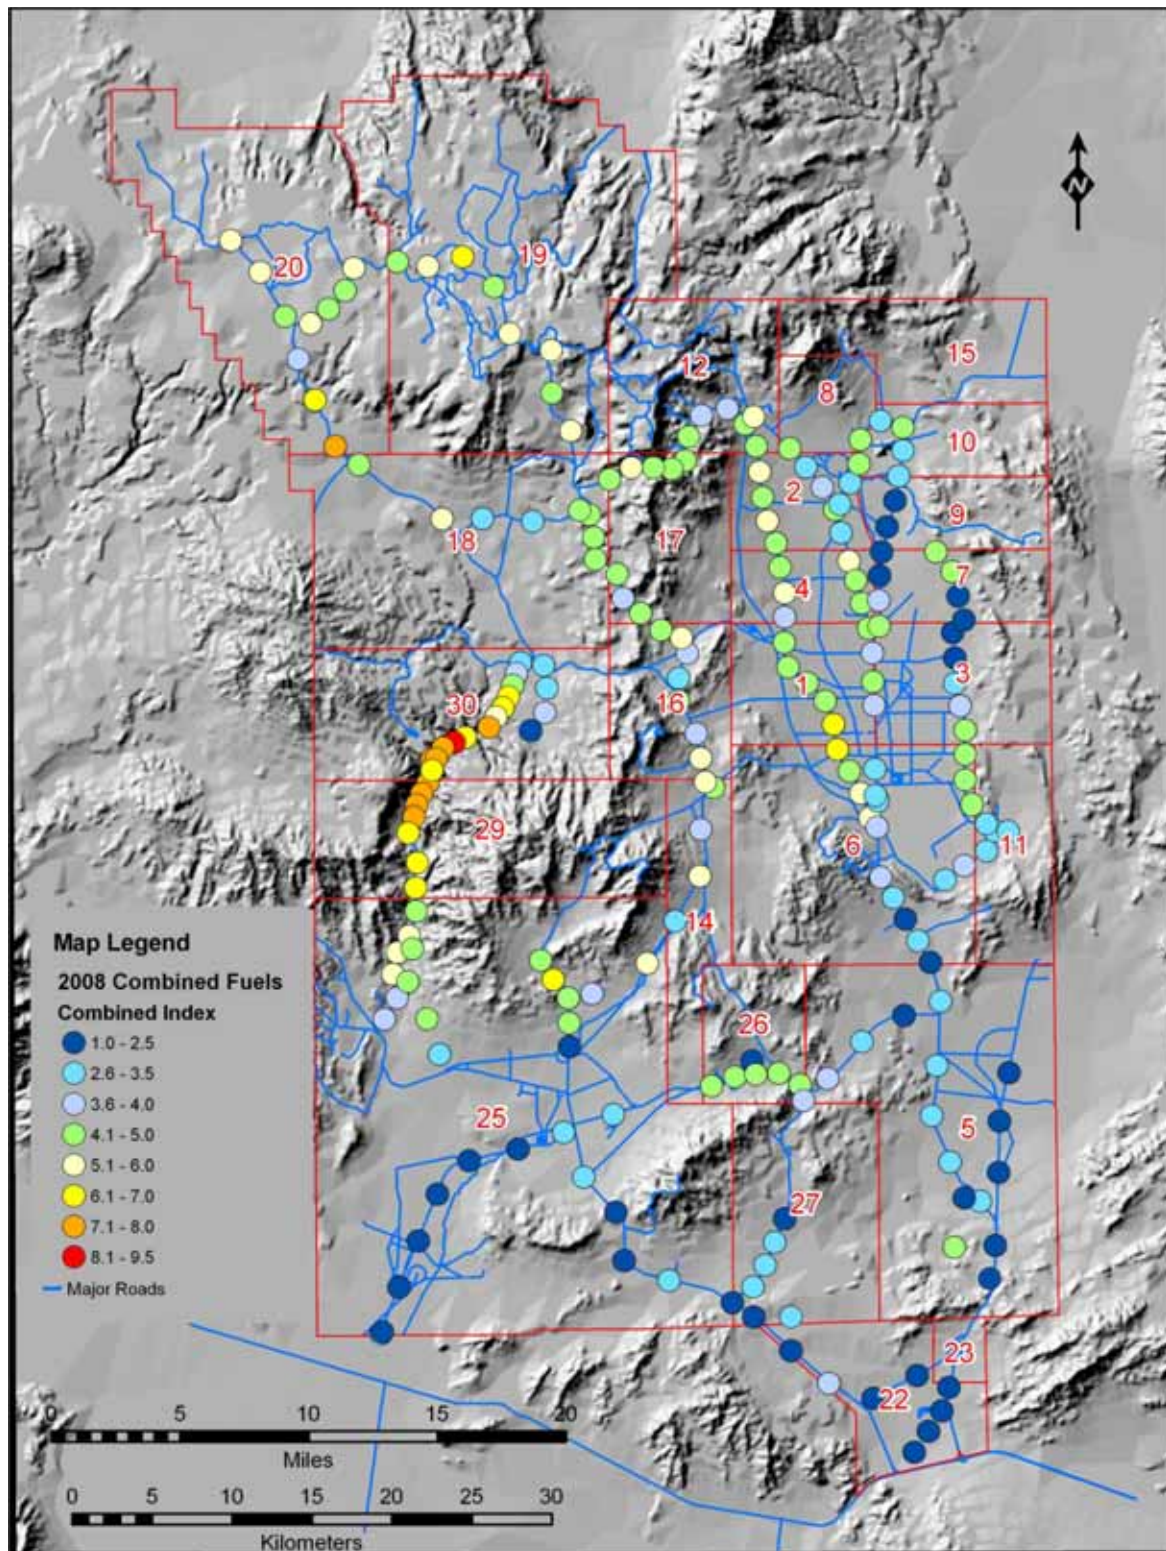 N
20
19
15
12
8
10
2
9
18
17
7
4
3
1
30
16
29
6
11
14
26
25
5
27
23
22
Map Legend
2008 Combined Fuels
Combined Index
1.0 - 2.5
2.6 - 3.5
3.6 - 4.0
4.1 - 5.0
5.1 - 6.0
6.1 - 7.0
7.1 - 8.0
8.1 - 9.5
Major Roads
0 5 10 15 20
Miles
0 5 10 15 20 25 30
Kilometers